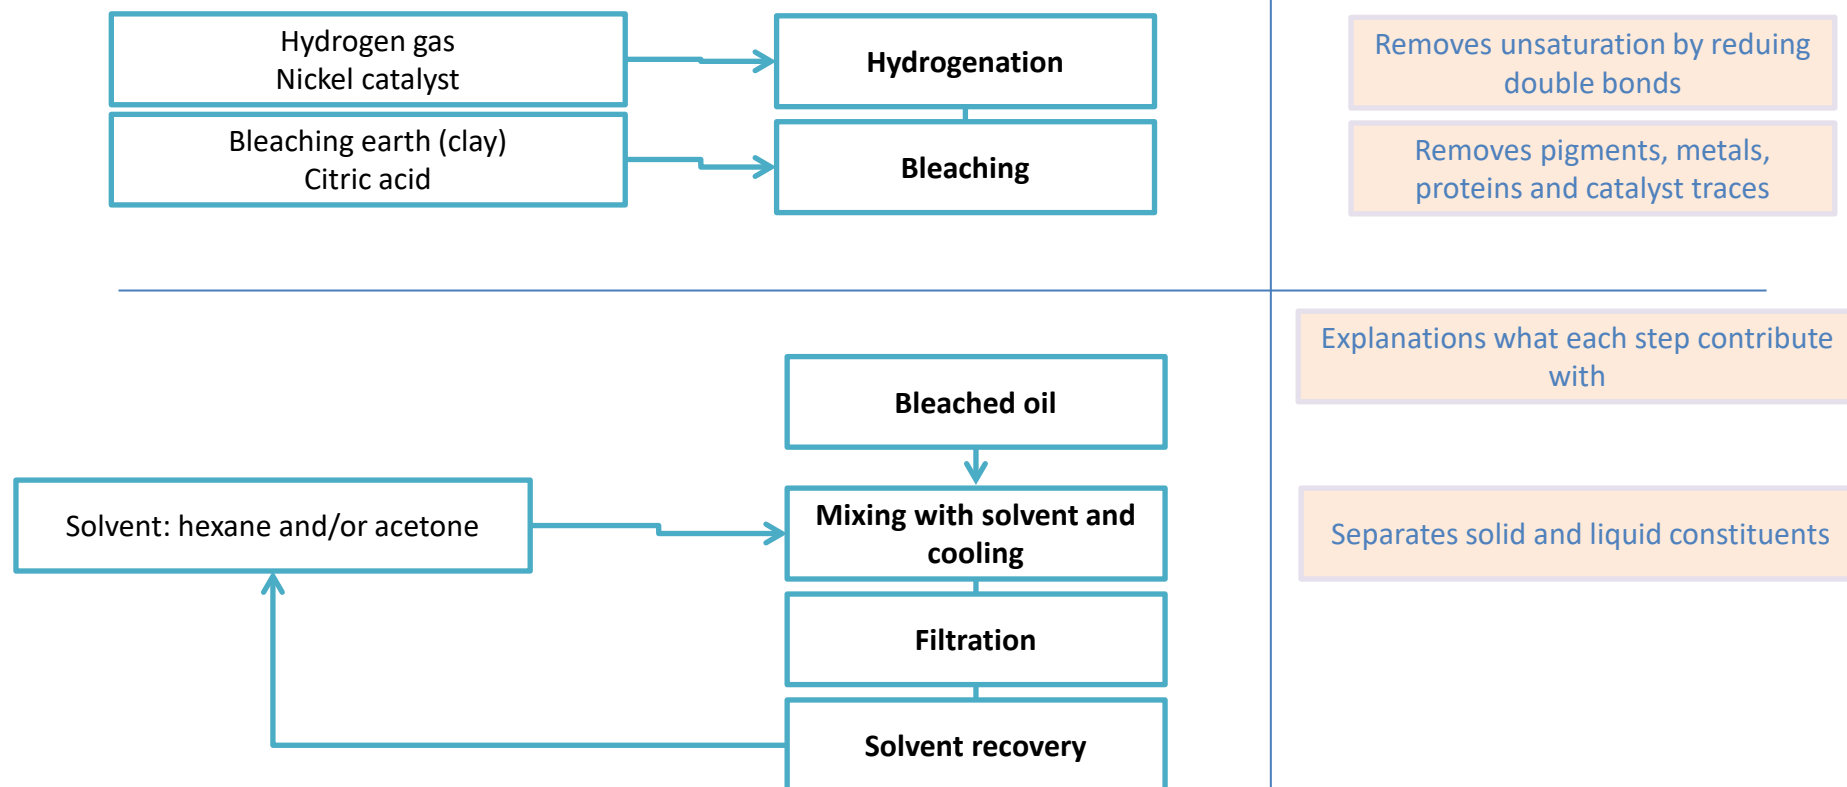 Hydrogen gas
Nickel catalyst
Hydrogenation
Removes unsaturation by reduing
double bonds
Bleaching earth (clay)
Citric acid
Bleaching
Removes pigments, metals,
proteins and catalyst traces
Explanations what each step contribute
with
Bleached oil
Solvent: hexane and/or acetone
Mixing with solvent and
cooling
Separates solid and liquid constituents
Filtration
Solvent recovery